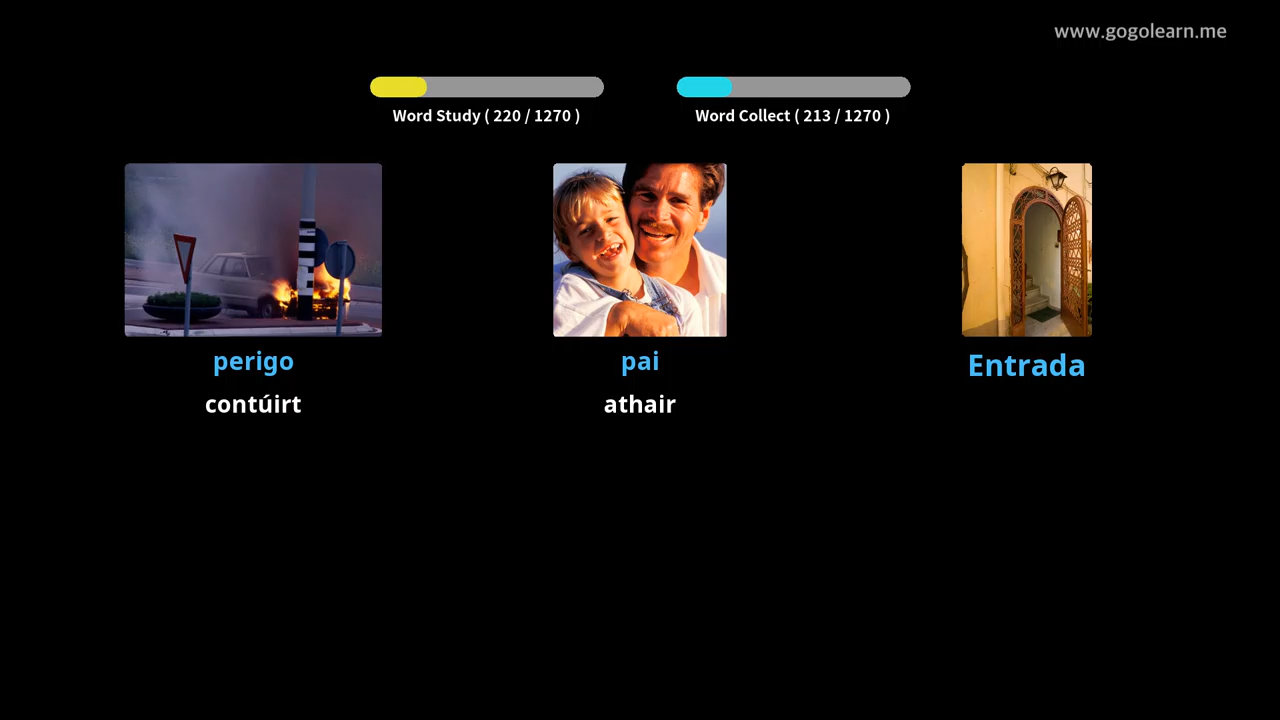 www.gogolearn.me
Word Study ( 220 / 1270 )
Word Collect ( 213 / 1270 )
perigo
contúirt
pai
athair
Entrada